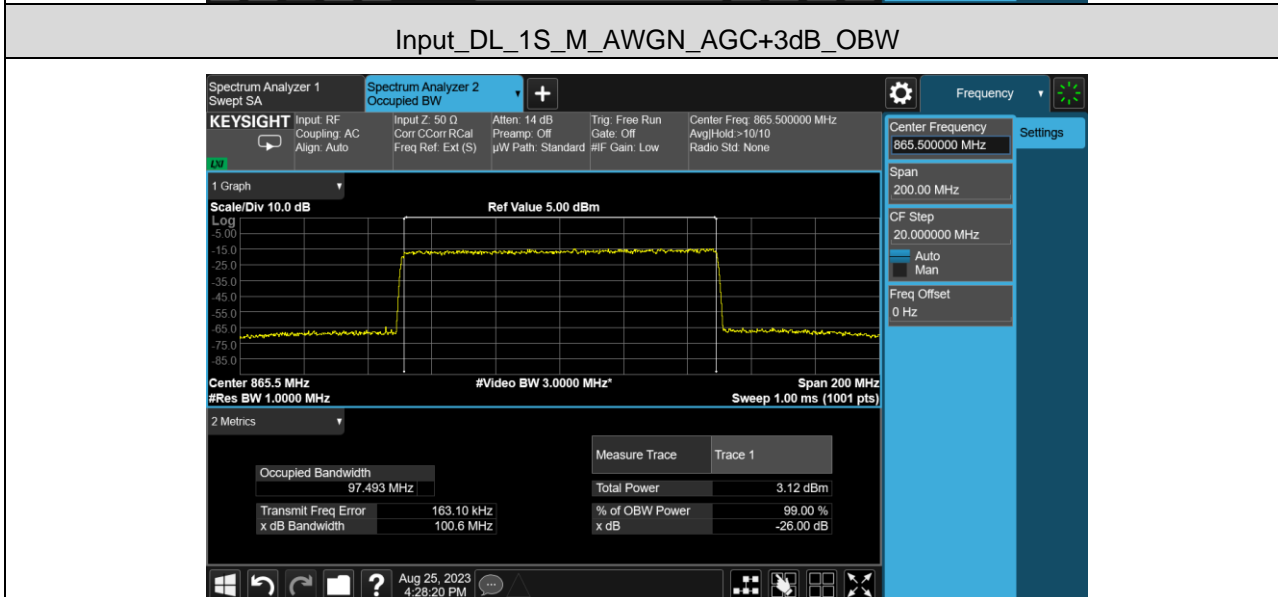 Input_DL_1S_M_AWGN_AGC+3dB_OBW
Spectrum Analyzer 1
Swept SA
Spectrum Analyzer 2
Occupied BW
+
Frequency
KEYSIGHT
LXI
Input: RF
Coupling: AC
Align: Auto
Input Z: 50 Ω
Corr CCorr RCal
Freq Ref: Ext (S)
Atten: 14 dB
Preamp: Off
µW Path: Standard
Trig: Free Run
Gate: Off
#IF Gain: Low
Center Freq: 865.500000 MHz
Avg|Hold:>10/10
Radio Std: None
1 Graph
Scale/Div 10.0 dB
Ref Value 5.00 dBm
Log
-5.00
-15.0
-25.0
-35.0
-45.0
-55.0
-65.0
-75.0
-85.0
Center 865.5 MHz
#Video BW 3.0000 MHz*
Span 200 MHz
#Res BW 1.0000 MHz
Sweep 1.00 ms (1001 pts)
2 Metrics
Measure Trace
Trace 1
Occupied Bandwidth
97.493 MHz
Total Power
3.12 dBm
Transmit Freq Error
163.10 kHz
% of OBW Power
99.00 %
x dB Bandwidth
100.6 MHz
x dB
-26.00 dB
Center Frequency
865.500000 MHz
Settings
Span
200.00 MHz
CF Step
20.000000 MHz
Auto
Man
Freq Offset
0 Hz
?
Aug 25, 2023
4:28:20 PM